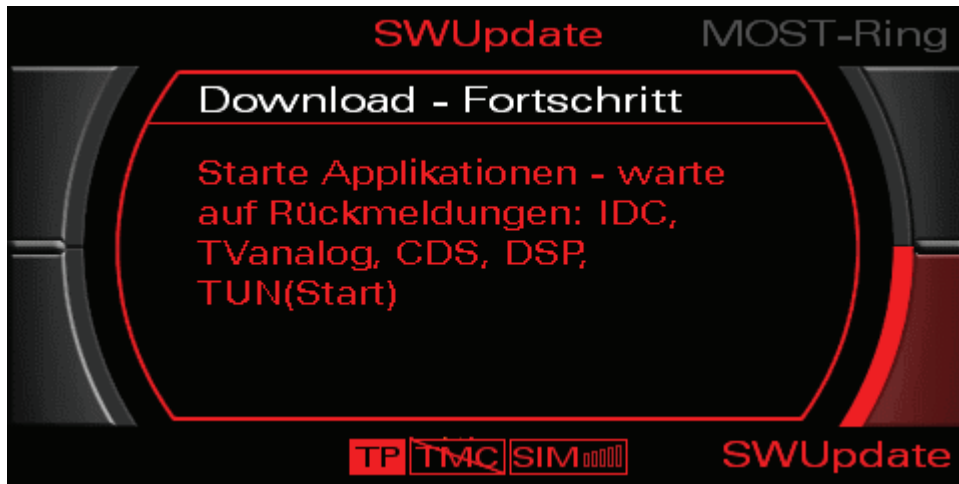 SWUpdate MOST-Ring
Download - Fortschritt
Starte Applikationen - warte
auf Rückmeldungen: IDC,
TVanalog, CDS, DSP,
TUN(Start)
TP TMC SIM SWUpdate